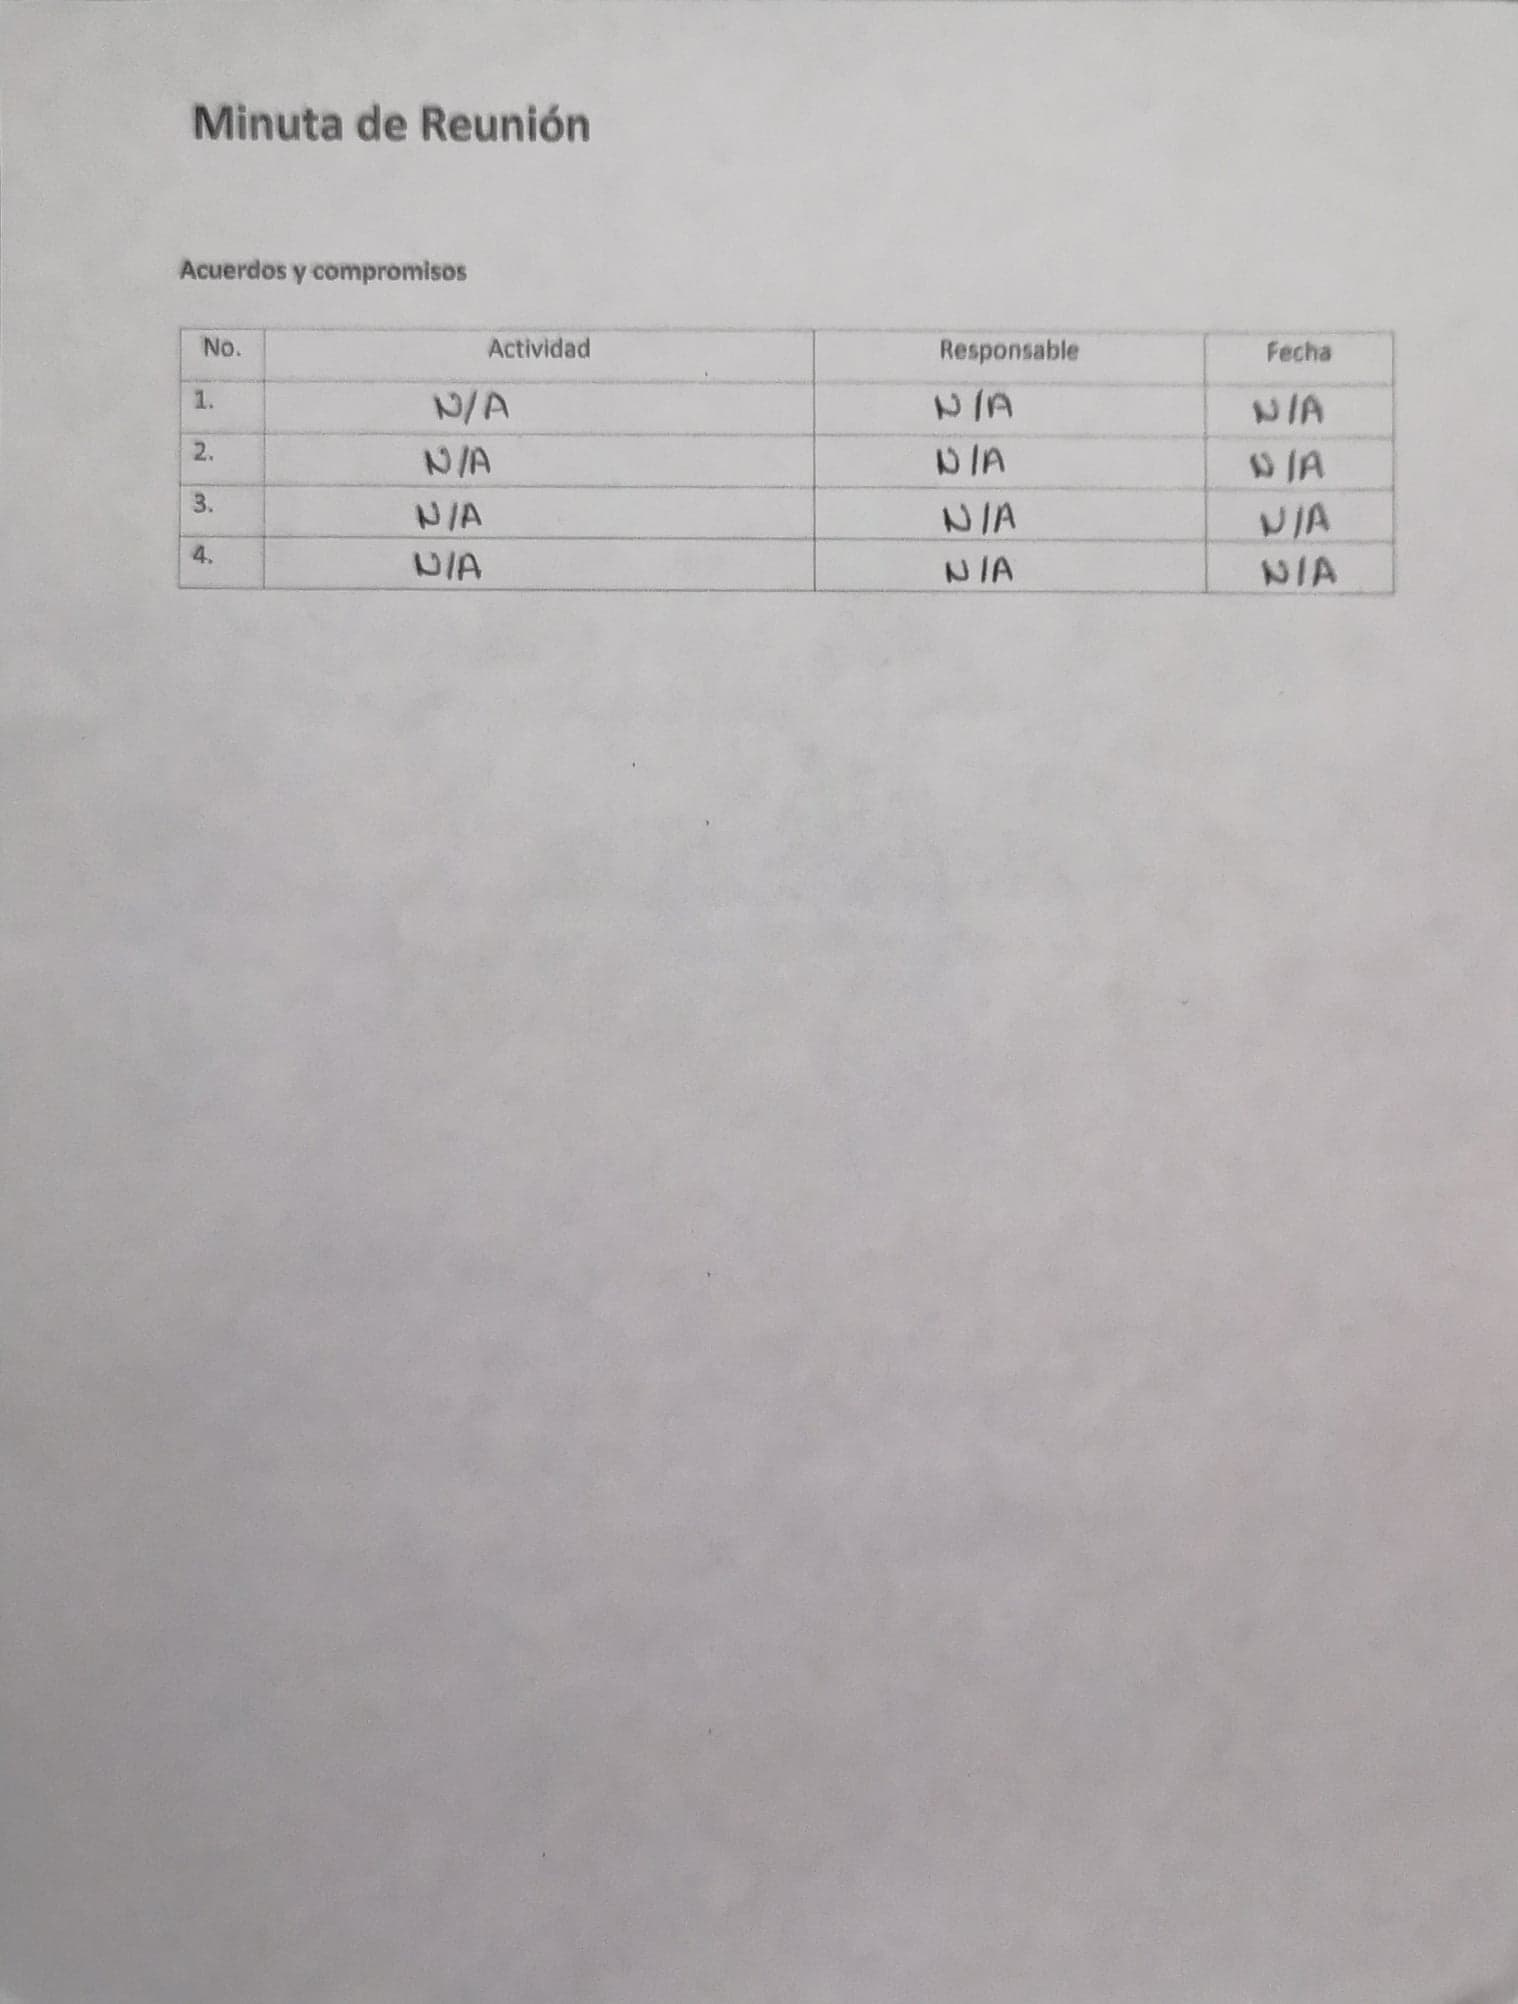 Minuta de Reunión
Acuerdos y compromisos
No. Actividad Responsable Fecha
1. N/A N/A N/A
2. N/A N/A N/A
3. N/A N/A N/A
4. N/A N/A N/A